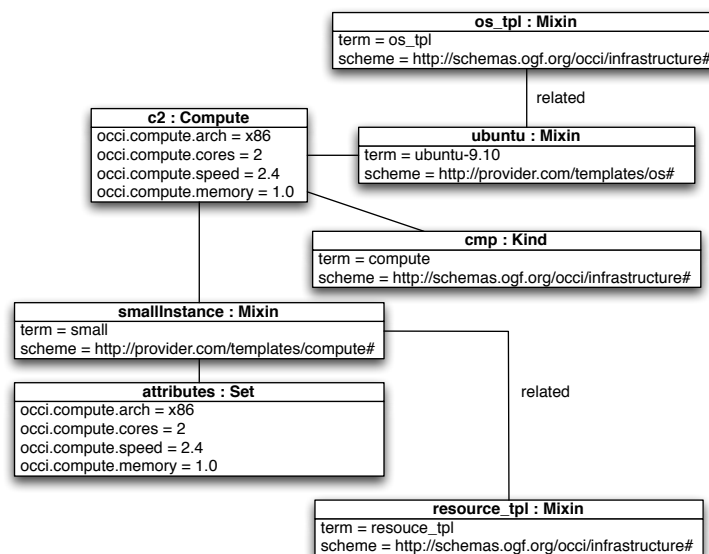 os_tpl : Mixin
term = os_tpl
scheme = http://schemas.ogf.org/occi/infrastructure#
related
c2 : Compute
occi.compute.arch = x86
occi.compute.cores = 2
occi.compute.speed = 2.4
occi.compute.memory = 1.0
ubuntu : Mixin
term = ubuntu-9.10
scheme = http://provider.com/templates/os#
cmp : Kind
term = compute
scheme = http://schemas.ogf.org/occi/infrastructure#
smallInstance : Mixin
term = small
scheme = http://provider.com/templates/compute#
attributes : Set
occi.compute.arch = x86
occi.compute.cores = 2
occi.compute.speed = 2.4
occi.compute.memory = 1.0
related
resource_tpl : Mixin
term = resouce_tpl
scheme = http://schemas.ogf.org/occi/infrastructure#